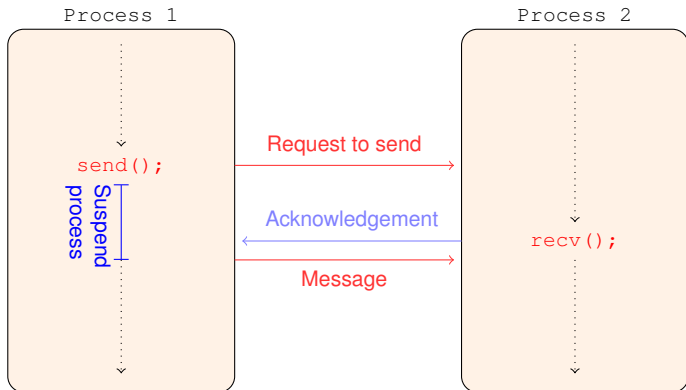 Process 1
Process 2
Request to send
send();
Suspend
process
Acknowledgement
recv();
Message